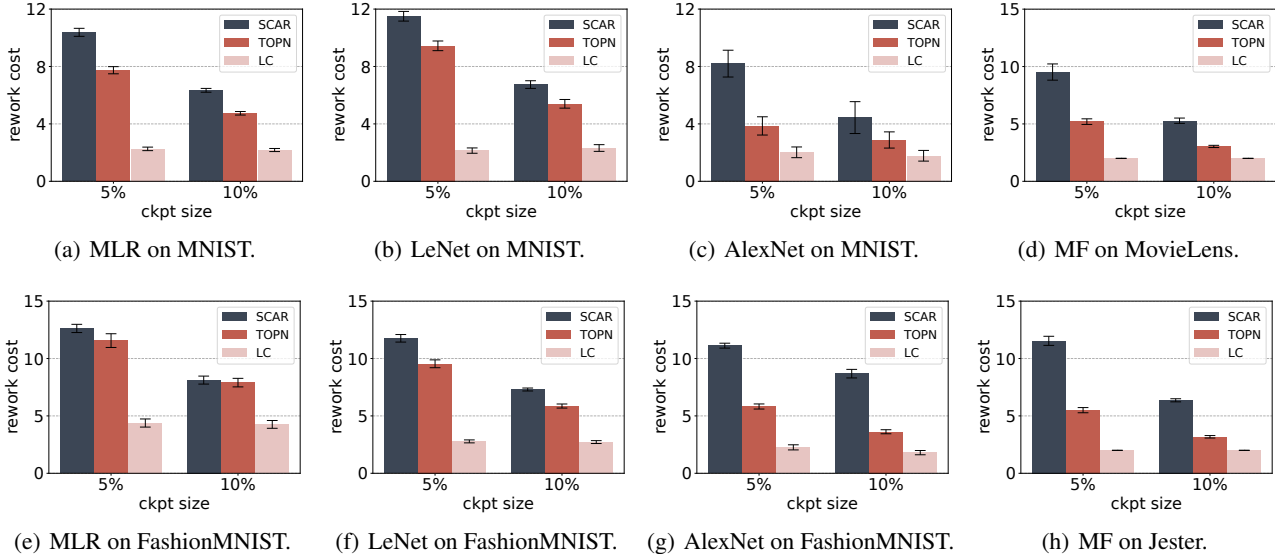 12
8
4
0
rework cost
SCAR
TOPN
LC
5%
10%
ckpt size
(a) MLR on MNIST.
12
8
4
0
rework cost
SCAR
TOPN
LC
5%
10%
ckpt size
(b) LeNet on MNIST.
12
8
4
0
rework cost
SCAR
TOPN
LC
5%
10%
ckpt size
(c) AlexNet on MNIST.
15
10
5
0
rework cost
SCAR
TOPN
LC
5%
10%
ckpt size
(d) MF on MovieLens.
15
10
5
0
rework cost
SCAR
TOPN
LC
5%
10%
ckpt size
(e) MLR on FashionMNIST.
15
10
5
0
rework cost
SCAR
TOPN
LC
5%
10%
ckpt size
(f) LeNet on FashionMNIST.
15
10
5
0
rework cost
SCAR
TOPN
LC
5%
10%
ckpt size
(g) AlexNet on FashionMNIST.
15
10
5
0
rework cost
SCAR
TOPN
LC
5%
10%
ckpt size
(h) MF on Jester.